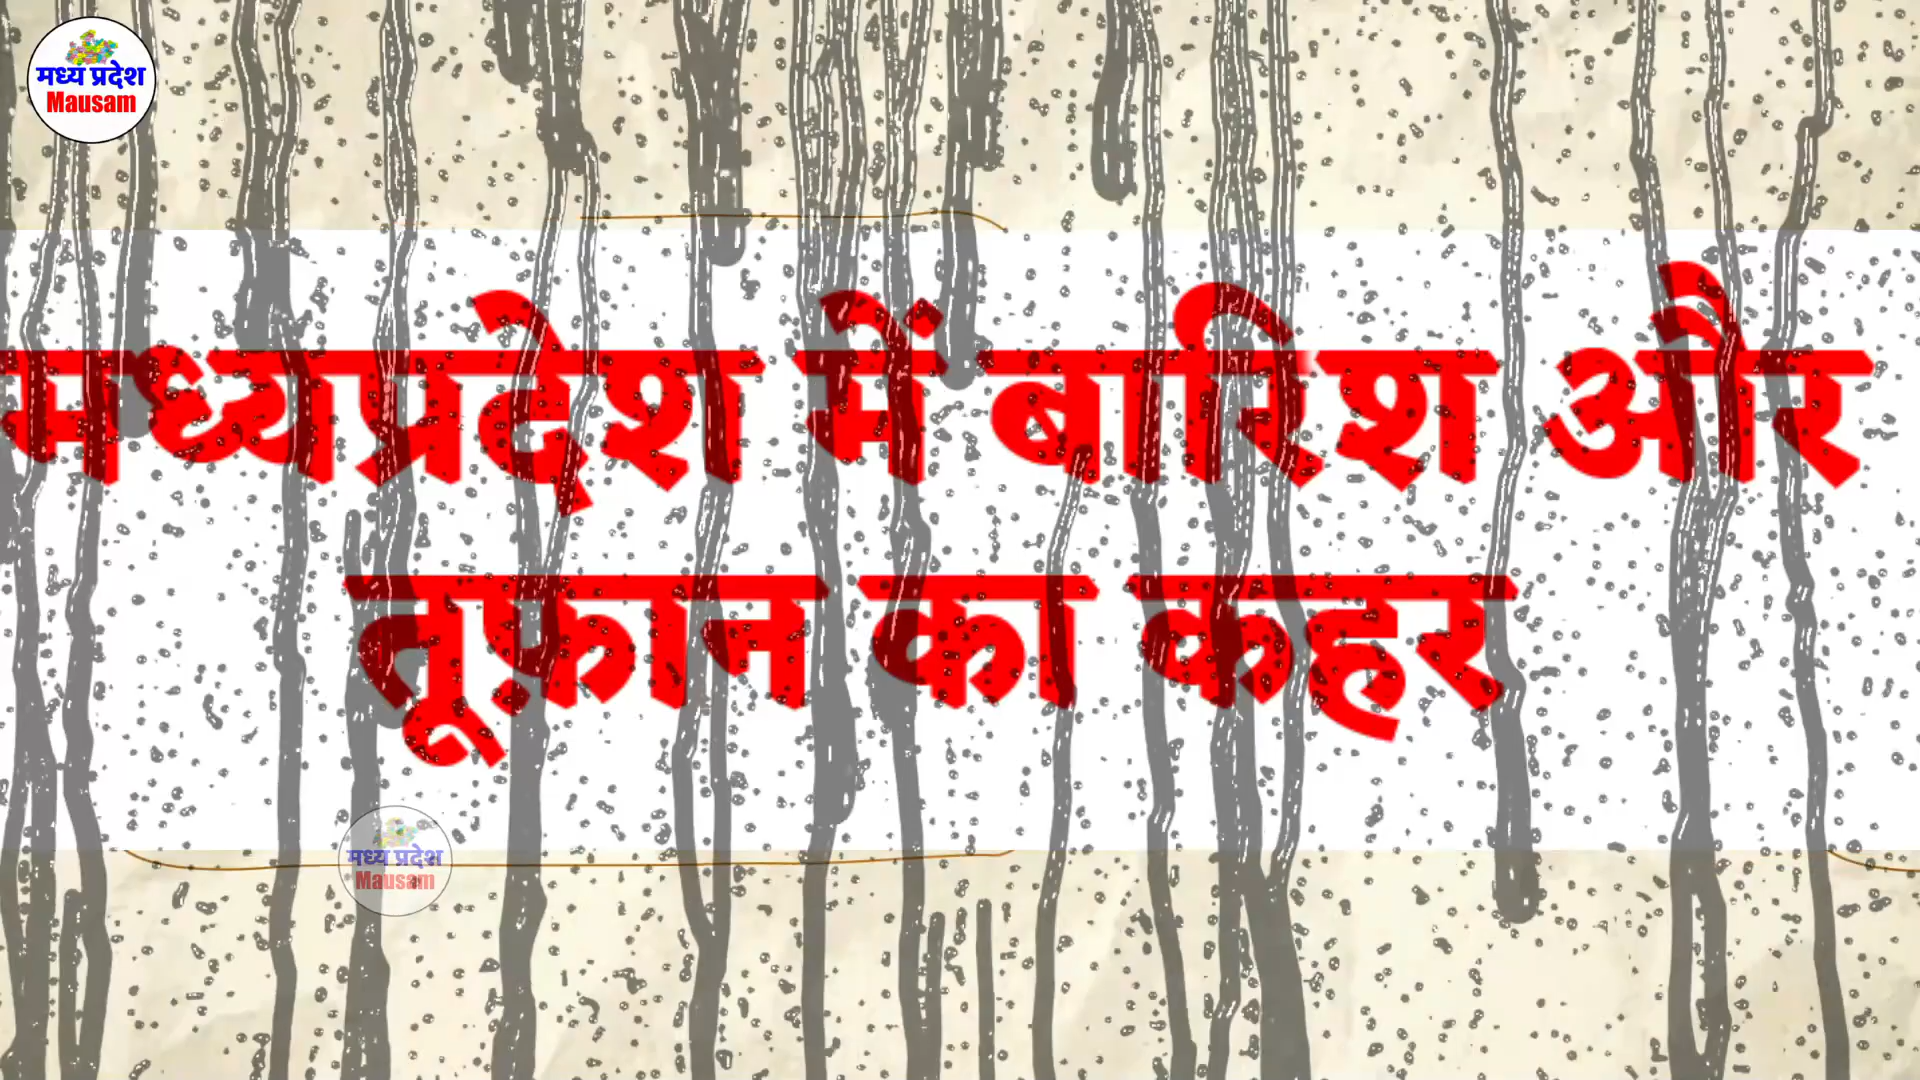 मध्य प्रदेश
Mausam
मध्यप्रदेश में बारिश और
तूफ़ान का कहर
मध्य प्रदेश
Mausam